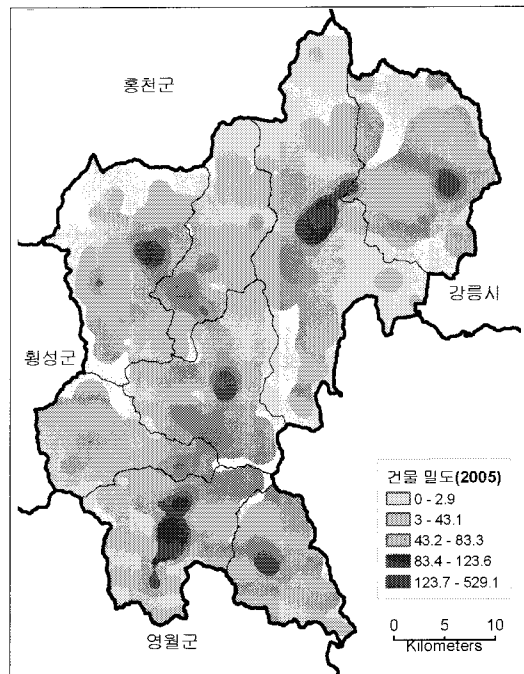 홍천군
강릉시
횡성군
영월군
건물 밀도(2005)
0 - 2.9
3 - 43.1
43.2 - 83.3
83.4 - 123.6
123.7 - 529.1
0 5 10
Kilometers